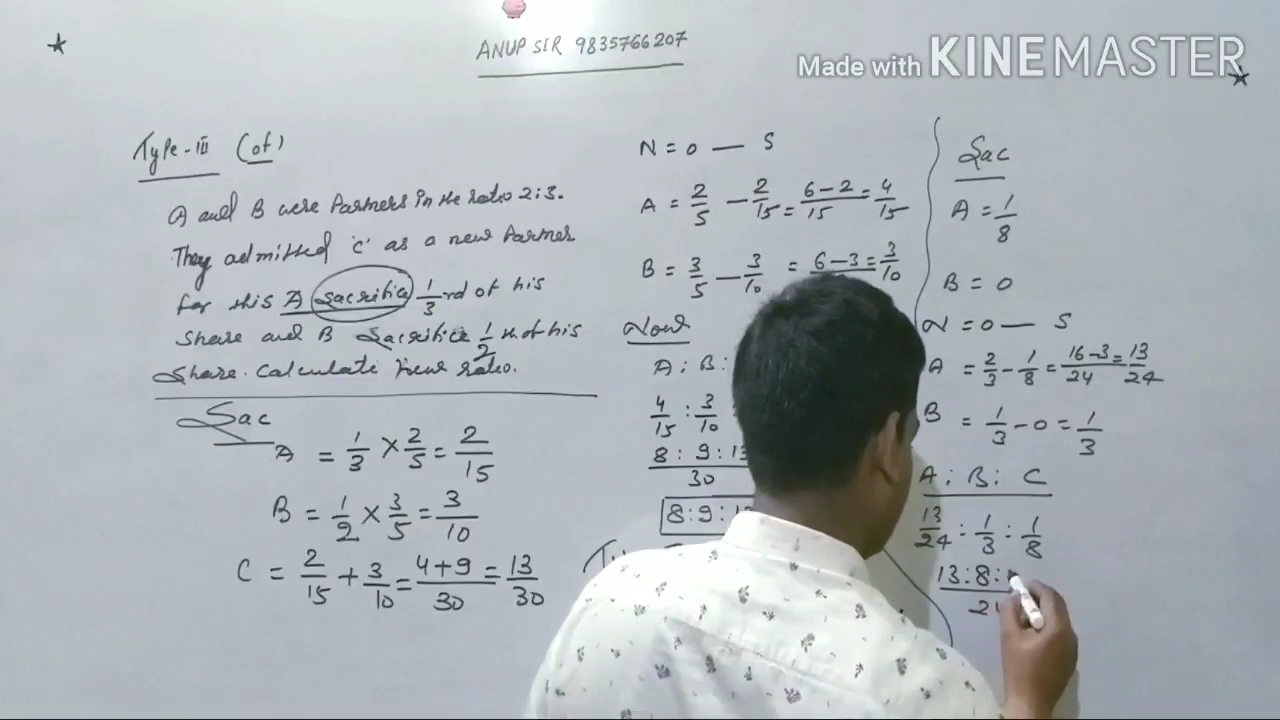 ANUP SIR 9835766207
Made with KINEMASTER
Type-III (of)
A and B were Partners in the ratio 2:3.
They admitted 'C' as a new Partner
for this A sacrifice 1/3 rd of his
share and B Sacrifice 1/2 th of his
Share. Calculate New ratio.
Sac
A = 1/3 × 2/5 = 2/15
B = 1/2 × 3/5 = 3/10
C = 2/15 + 3/10 = 4+9/30 = 13/30
N = O — S
A = 2/5 — 2/15 = 6-2/15 = 4/15
B = 3/5 — 3/10 = 6-3 = 3/10
Now
A : B :
4/15 : 3/10
8 : 9 : 13
30
8:9:
Sac
A = 1/8
B = 0
N = O — S
A = 2/3 - 1/8 = 16-3/24 = 13/24
B = 1/3 - 0 = 1/3
A : B : C
13/24 : 1/3 : 1/8
13:8: